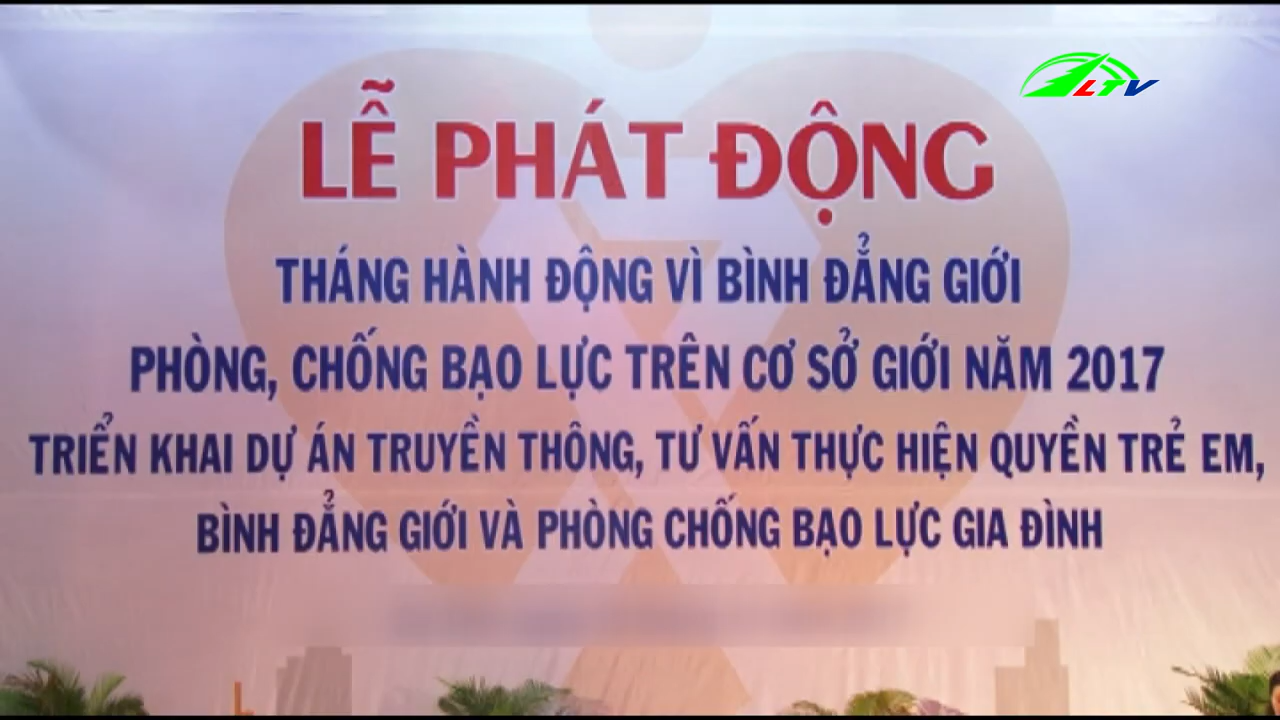 LTV
LỄ PHÁT ĐỘNG
THÁNG HÀNH ĐỘNG VÌ BÌNH ĐẲNG GIỚI
PHÒNG, CHỐNG BẠO LỰC TRÊN CƠ SỞ GIỚI NĂM 2017
TRIỂN KHAI DỰ ÁN TRUYỀN THÔNG, TƯ VẤN THỰC HIỆN QUYỀN TRẺ EM,
BÌNH ĐẲNG GIỚI VÀ PHÒNG CHỐNG BẠO LỰC GIA ĐÌNH